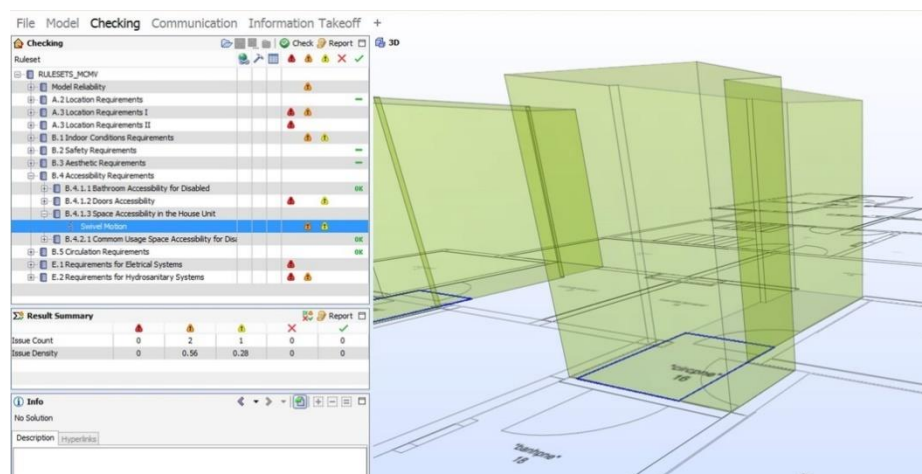 File Model Checking Communication Information Takeoff +
Checking Check Report
3D
Ruleset
RULESETS_MCMV
Model Reliability
A.2 Location Requirements
A.3 Location Requirements I
A.3 Location Requirements II
B.1 Indoor Conditions Requirements
B.2 Safety Requirements
B.3 Aesthetic Requirements
B.4 Accessibility Requirements
B.4.1.1 Bathroom Accessibility for Disabled OK
B.4.1.2 Doors Accessibility
B.4.1.3 Space Accessibility in the House Unit
Swivel Motion
B.4.2.1 Commom Usage Space Accessibility for Disa OK
B.5 Circulation Requirements OK
E.1 Requirements for Eletrical Systems
E.2 Requirements for Hydrosanitary Systems
Result Summary Report
Issue Count 0 2 1 0 0
Issue Density 0 0.56 0.28 0 0
Info
No Solution
Description Hyperlinks
16
"banhpne"
18